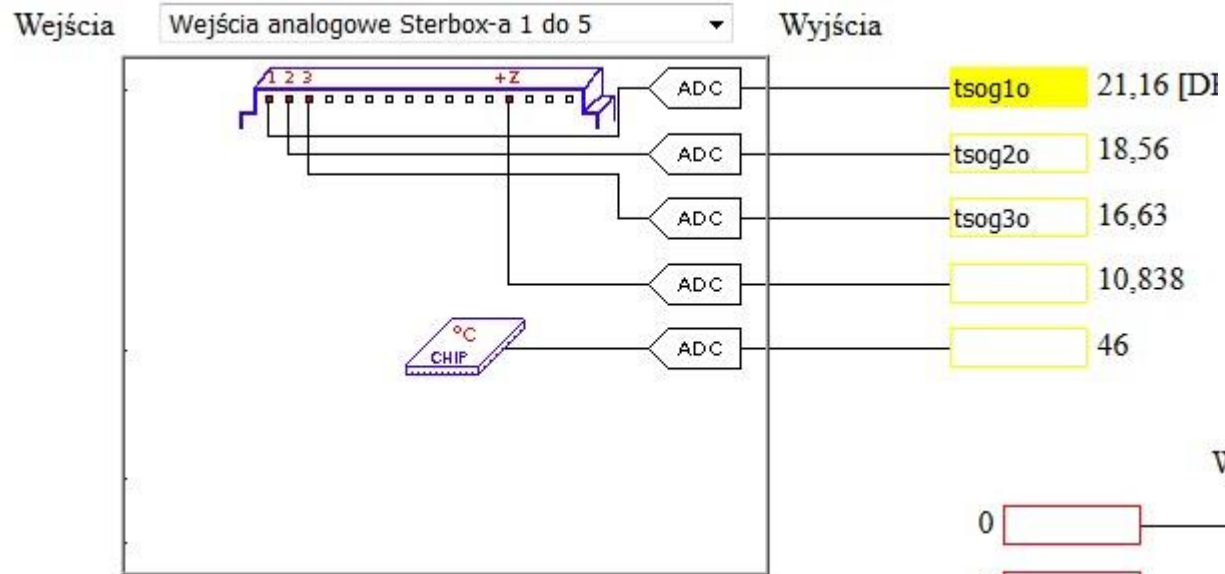 Wejścia Wejścia analogowe Sterbox-a 1 do 5 Wyjścia
1 2 3 +Z
ADC tsog1o 21,16
ADC tsog2o 18,56
ADC tsog3o 16,63
ADC 10,838
°C
CHIP ADC 46
0